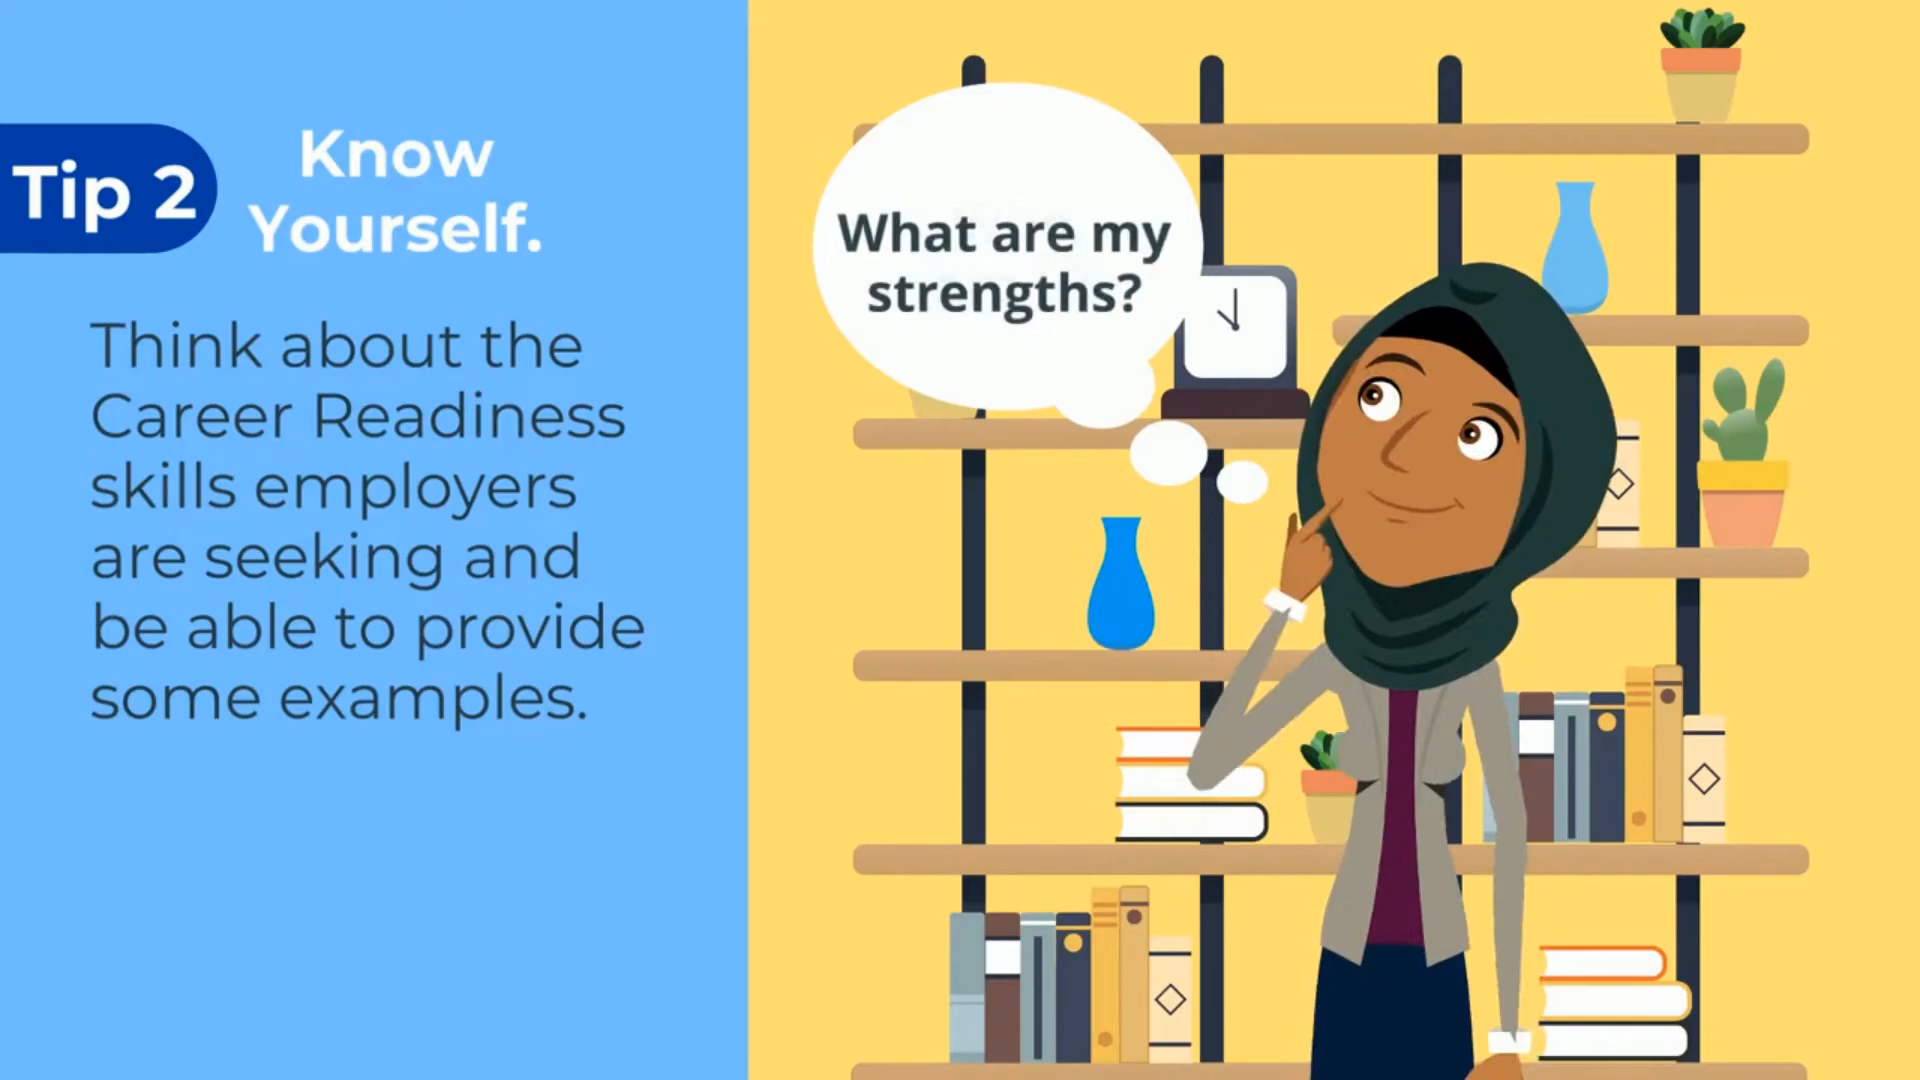 Tip 2
Know
Yourself.
Think about the
Career Readiness
skills employers
are seeking and
be able to provide
some examples.
What are my
strengths?